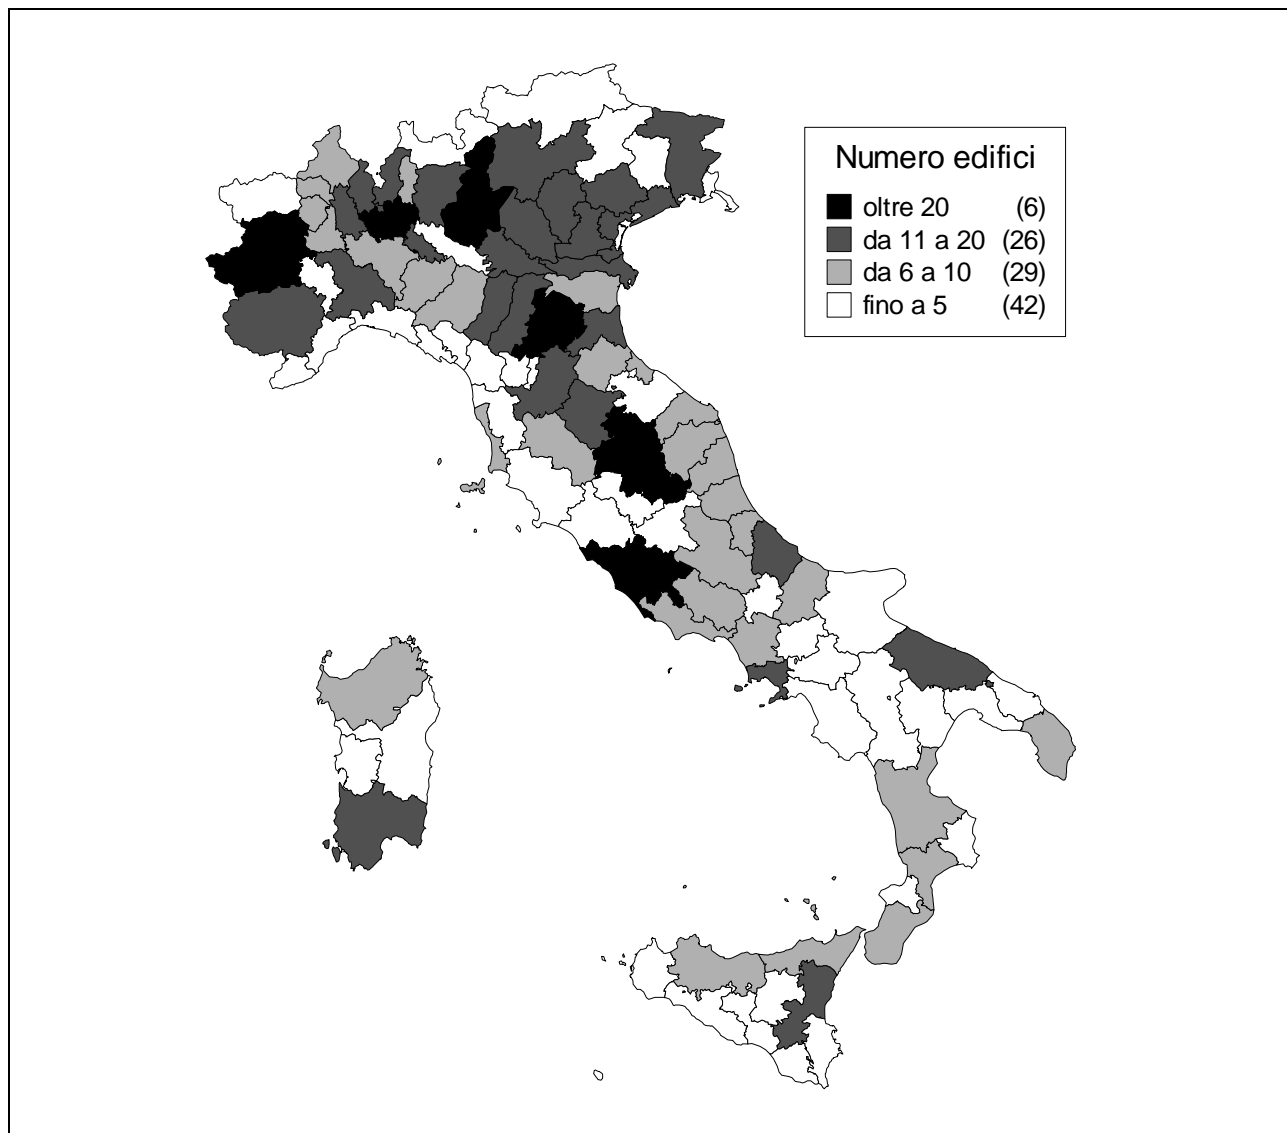 Numero edifici
oltre 20 (6)
da 11 a 20 (26)
da 6 a 10 (29)
fino a 5 (42)